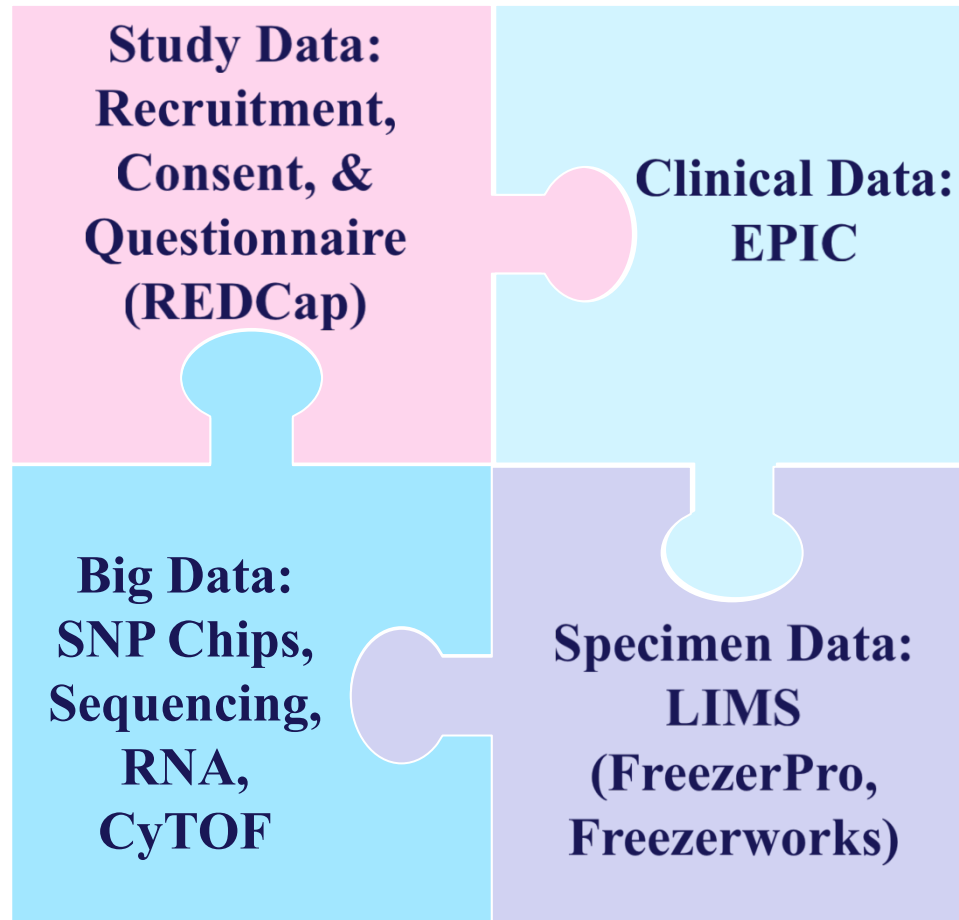 Study Data:
Recruitment,
Consent, &
Questionnaire
(REDCap)
Clinical Data:
EPIC
Big Data:
SNP Chips,
Sequencing,
RNA,
CyTOF
Specimen Data:
LIMS
(FreezerPro,
Freezerworks)